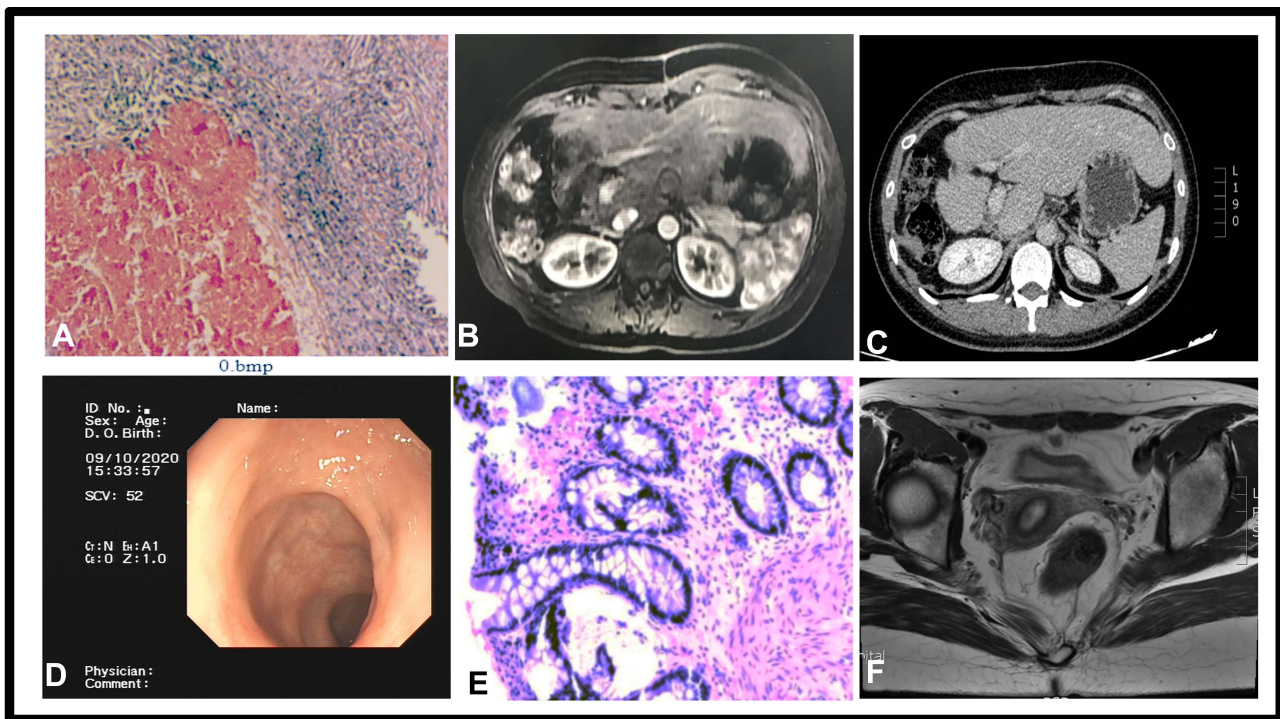 A
B
C
L
1
9
0
0.bmp
ID No.:
Name:
Sex: Age:
D.O.Birth:
09/10/2020
15:33:57
SCV: 52
CT:N EH:A1
CE:0 Z:1.0
Physician:
Comment:
D
E
F
L